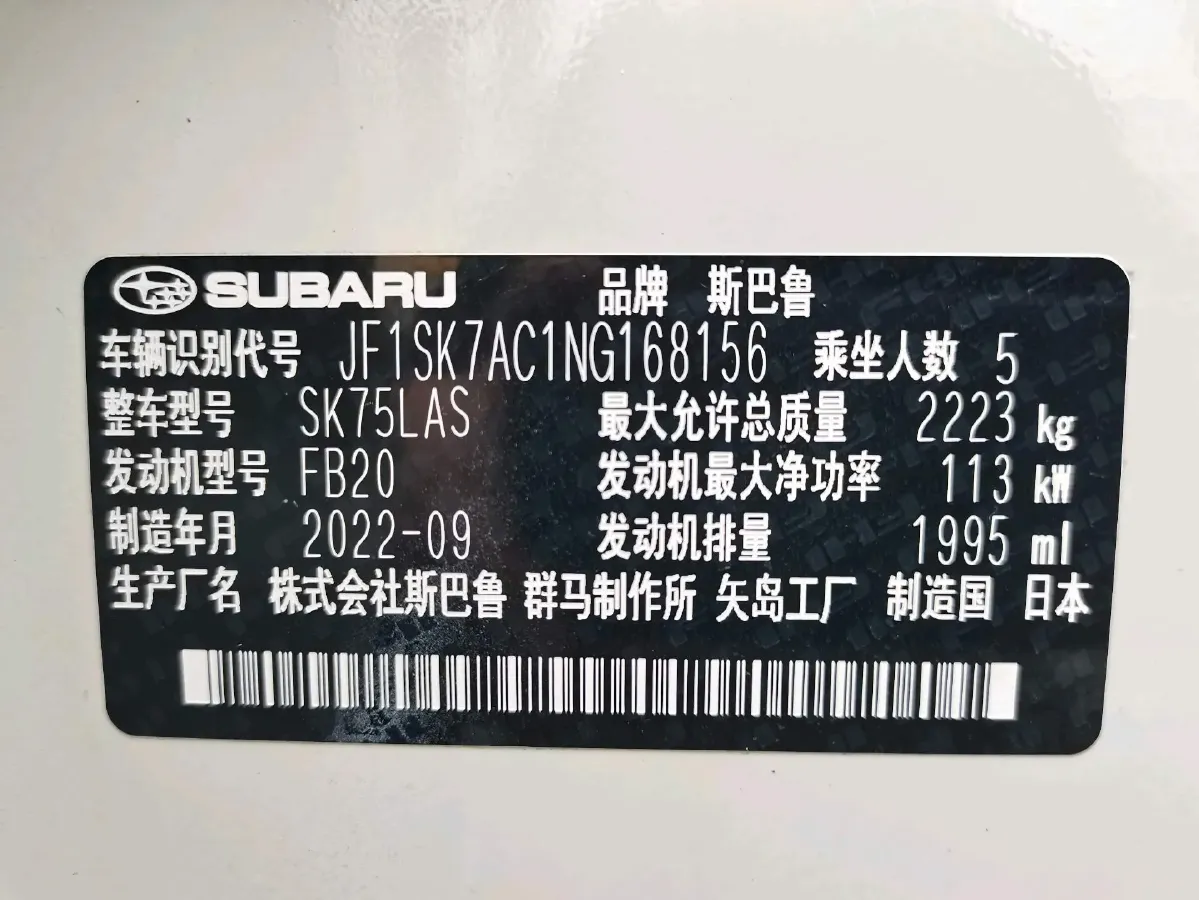 SUBARU 品牌 斯巴鲁
车辆识别代号 JF1SK7AC1NG168156 乘坐人数 5
整车型号 SK75LAS 最大允许总质量 2223 kg
发动机型号 FB20 发动机最大净功率 113 kW
制造年月 2022-09 发动机排量 1995 ml
生产厂名 株式会社斯巴鲁 群马制作所 矢岛工厂 制造国 日本